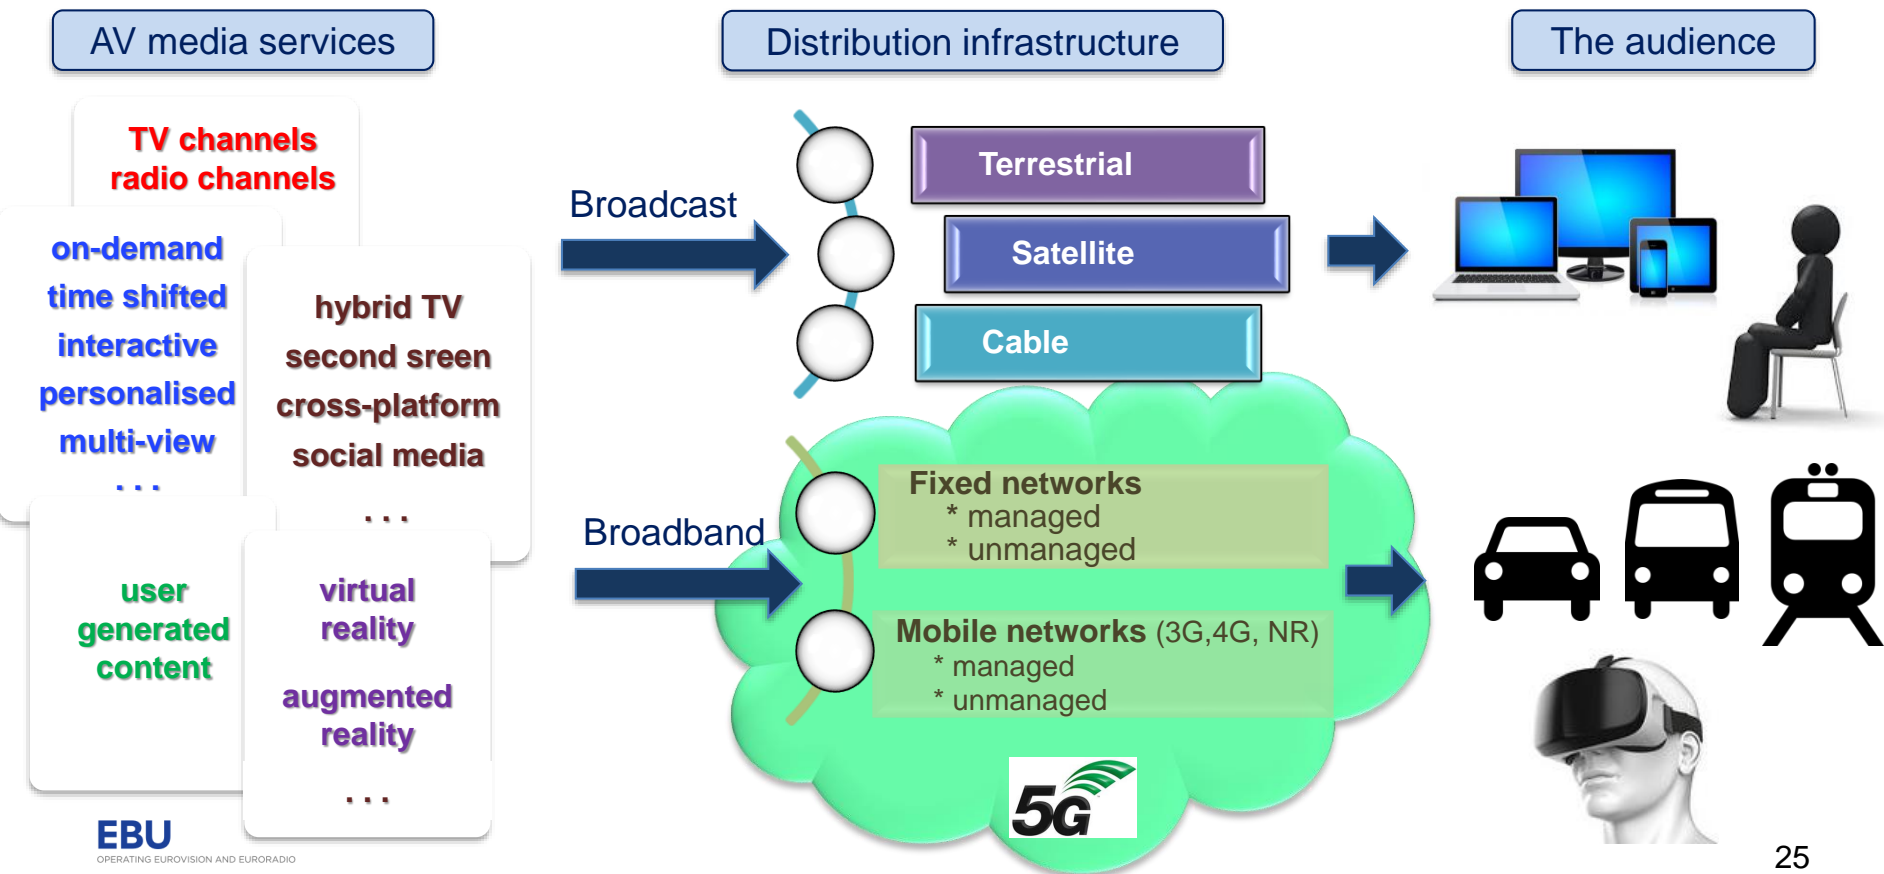 AV media services
Distribution infrastructure
The audience
TV channels
radio channels
on-demand
time shifted
interactive
personalised
multi-view
...
hybrid TV
second sreen
cross-platform
social media
...
user
generated
content
virtual
reality
augmented
reality
...
Broadcast
Terrestrial
Satellite
Cable
Broadband
Fixed networks
* managed
* unmanaged
Mobile networks (3G,4G, NR)
* managed
* unmanaged
5G
EBU
OPERATING EUROVISION AND EURORADIO
25